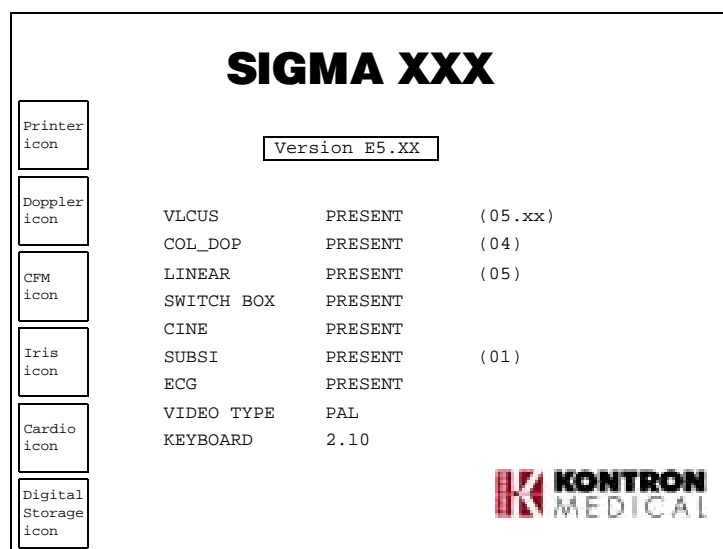 SIGMA XXX
Printer
icon
Version E5.XX
Doppler
icon
VLCUS PRESENT (05.xx)
COL_DOP PRESENT (04)
CFM
icon
LINEAR PRESENT (05)
SWITCH BOX PRESENT
CINE PRESENT
Iris
icon
SUBSI PRESENT (01)
ECG PRESENT
VIDEO TYPE PAL
Cardio
icon
KEYBOARD 2.10
Digital
Storage
icon
KONTRON
MEDICAL